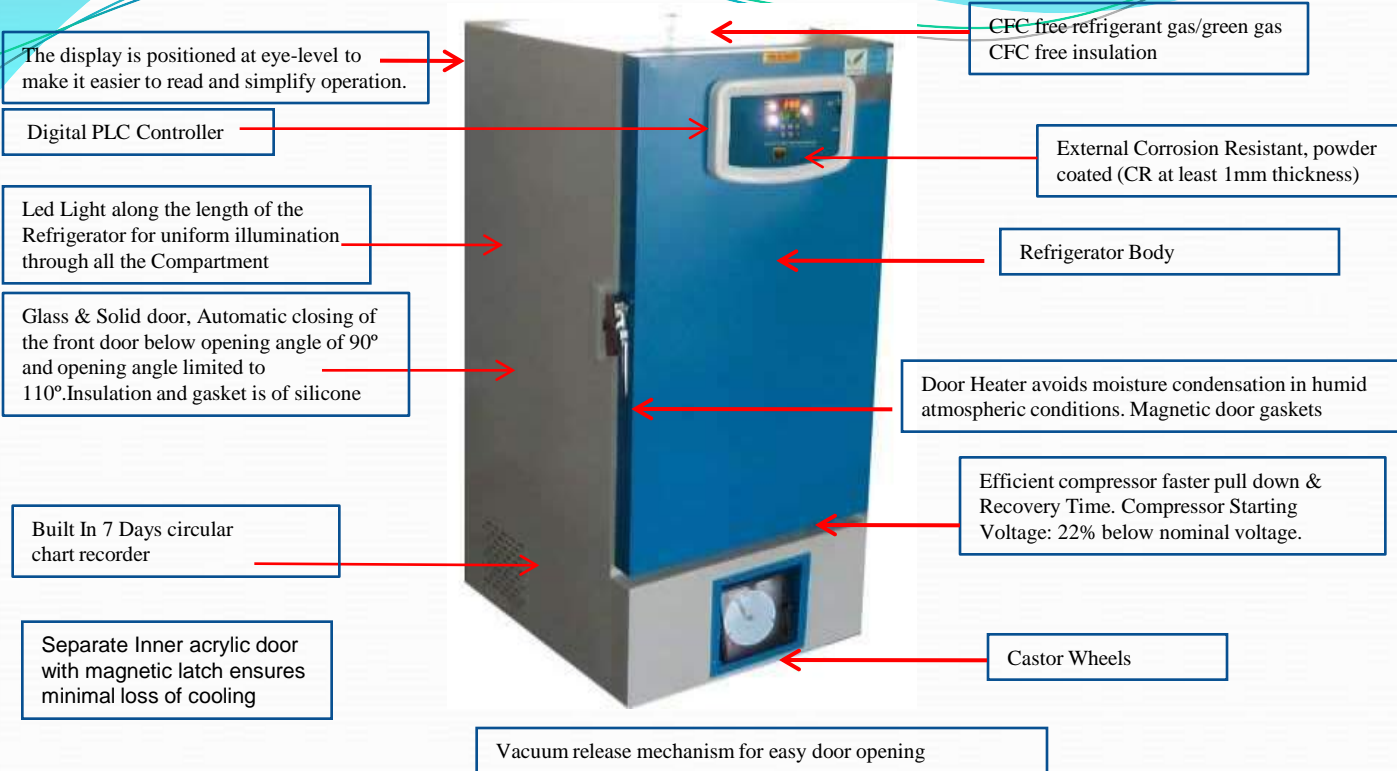 The display is positioned at eye-level to
make it easier to read and simplify operation.
Digital PLC Controller
Led Light along the length of the
Refrigerator for uniform illumination
through all the Compartment
Glass & Solid door, Automatic closing of
the front door below opening angle of 90º
and opening angle limited to
110º.Insulation and gasket is of silicone
Built In 7 Days circular
chart recorder
Separate Inner acrylic door
with magnetic latch ensures
minimal loss of cooling
CFC free refrigerant gas/green gas
CFC free insulation
External Corrosion Resistant, powder
coated (CR at least 1mm thickness)
Refrigerator Body
Door Heater avoids moisture condensation in humid
atmospheric conditions. Magnetic door gaskets
Efficient compressor faster pull down &
Recovery Time. Compressor Starting
Voltage: 22% below nominal voltage.
Castor Wheels
Vacuum release mechanism for easy door opening